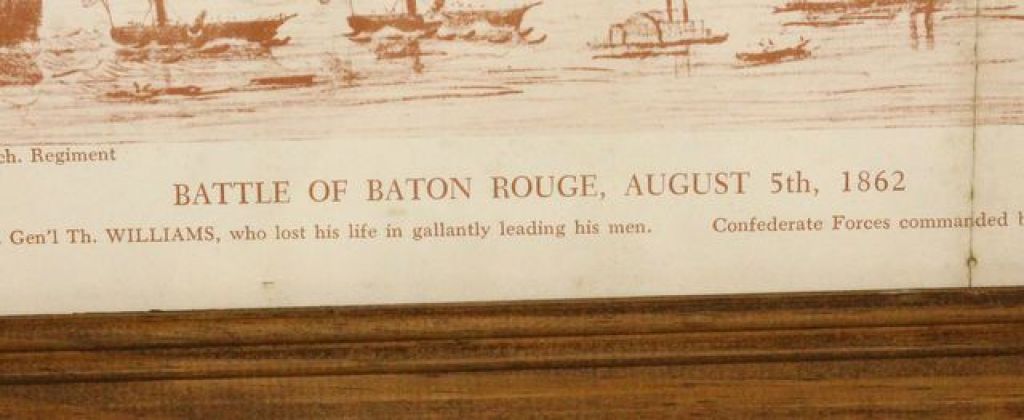 ch. Regiment
BATTLE OF BATON ROUGE, AUGUST 5th, 1862
. Gen'l Th. WILLIAMS, who lost his life in gallantly leading his men. Confederate Forces commanded b